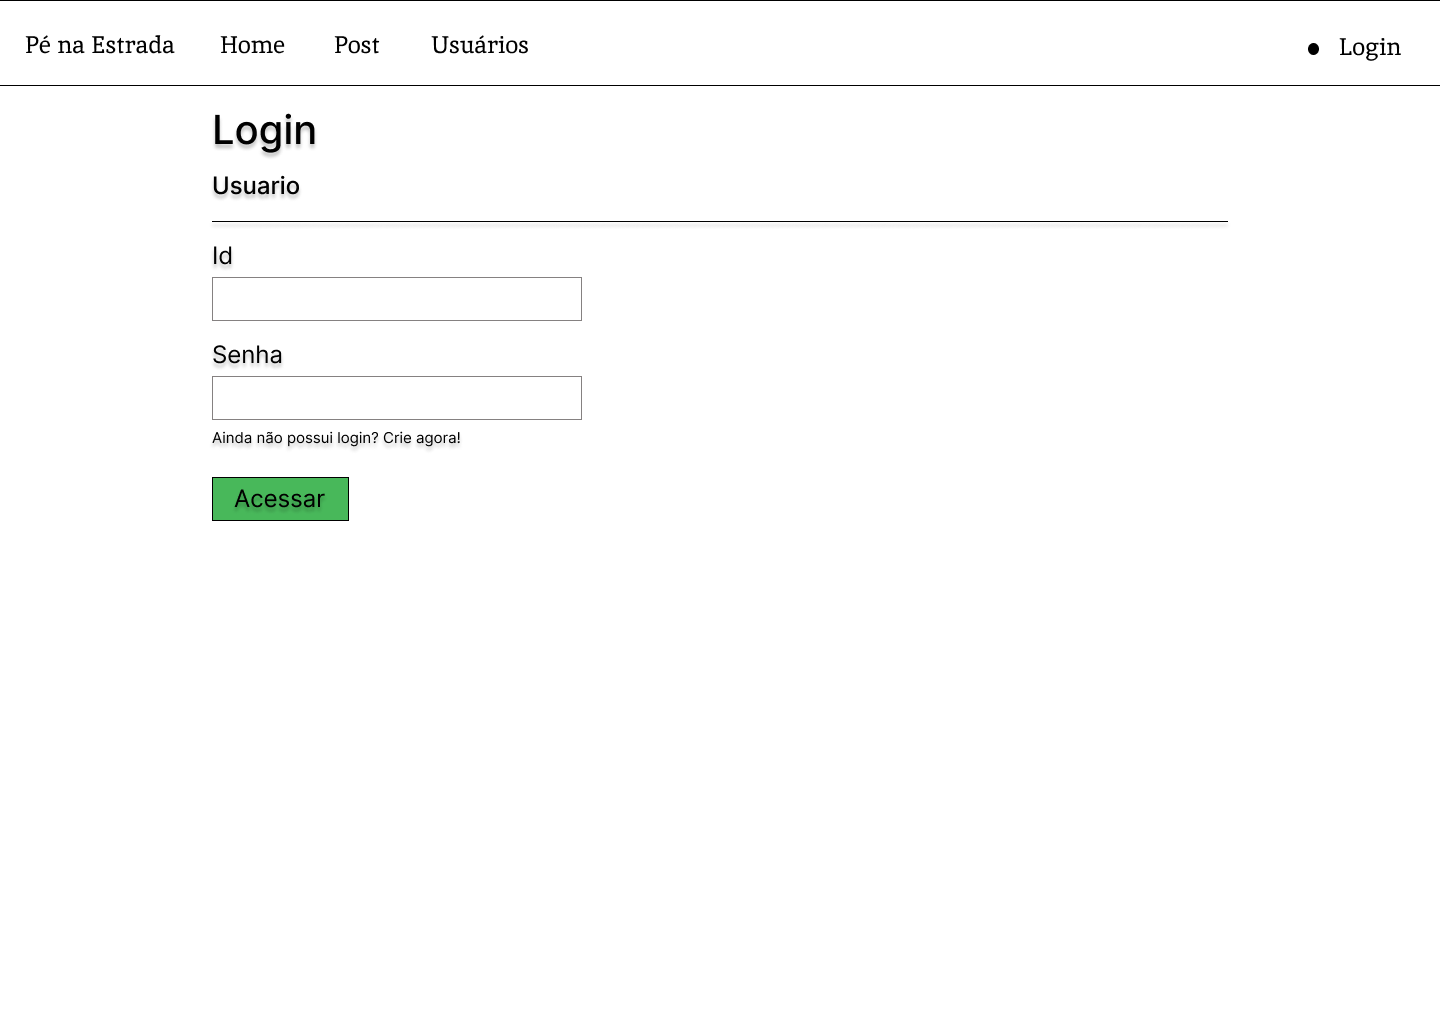 Pé na Estrada Home Post Usuários Login
Login
Usuario
Id
Senha
Ainda não possui login? Crie agora!
Acessar